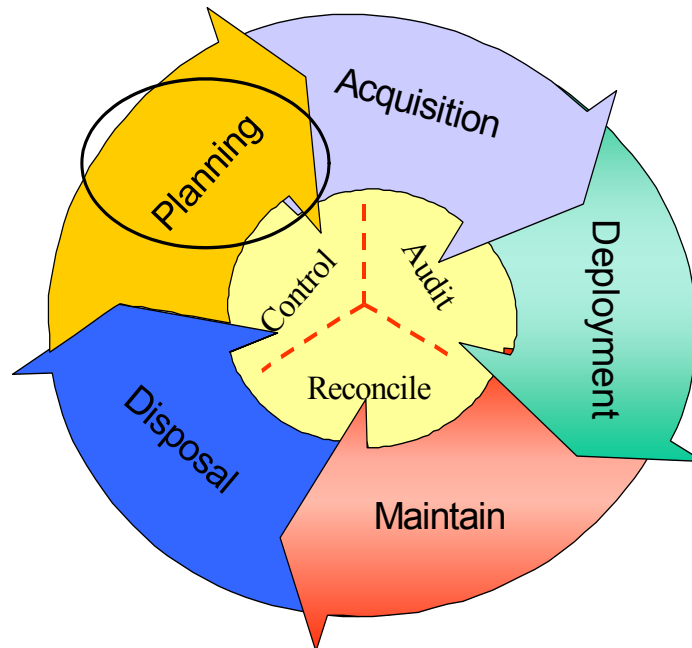 Planning
Acquisition
Deployment
Maintain
Disposal
Control
Audit
Reconcile